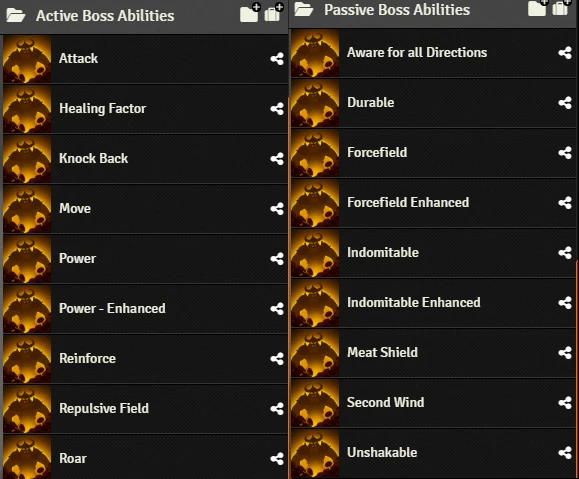 Active Boss Abilities
Attack
Healing Factor
Knock Back
Move
Power
Power - Enhanced
Reinforce
Repulsive Field
Roar
Passive Boss Abilities
Aware for all Directions
Durable
Forcefield
Forcefield Enhanced
Indomitable
Indomitable Enhanced
Meat Shield
Second Wind
Unshakable